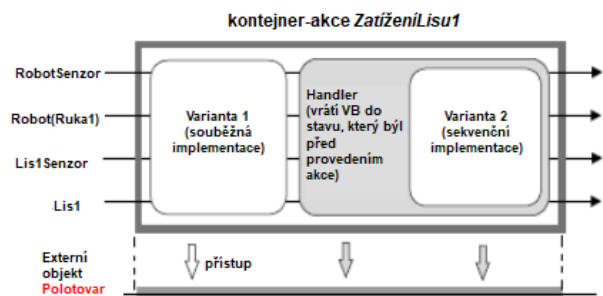 kontejner-akce ZatíženíLisu1
RobotSenzor
Robot(Ruka1)
Lis1Senzor
Lis1
Varianta 1
(souběžná
implementace)
Handler
(vrátí VB do
stavu, který byl
před
provedením
akce)
Varianta 2
(sekvenční
implementace)
Externí
objekt
Polotovar
přístup